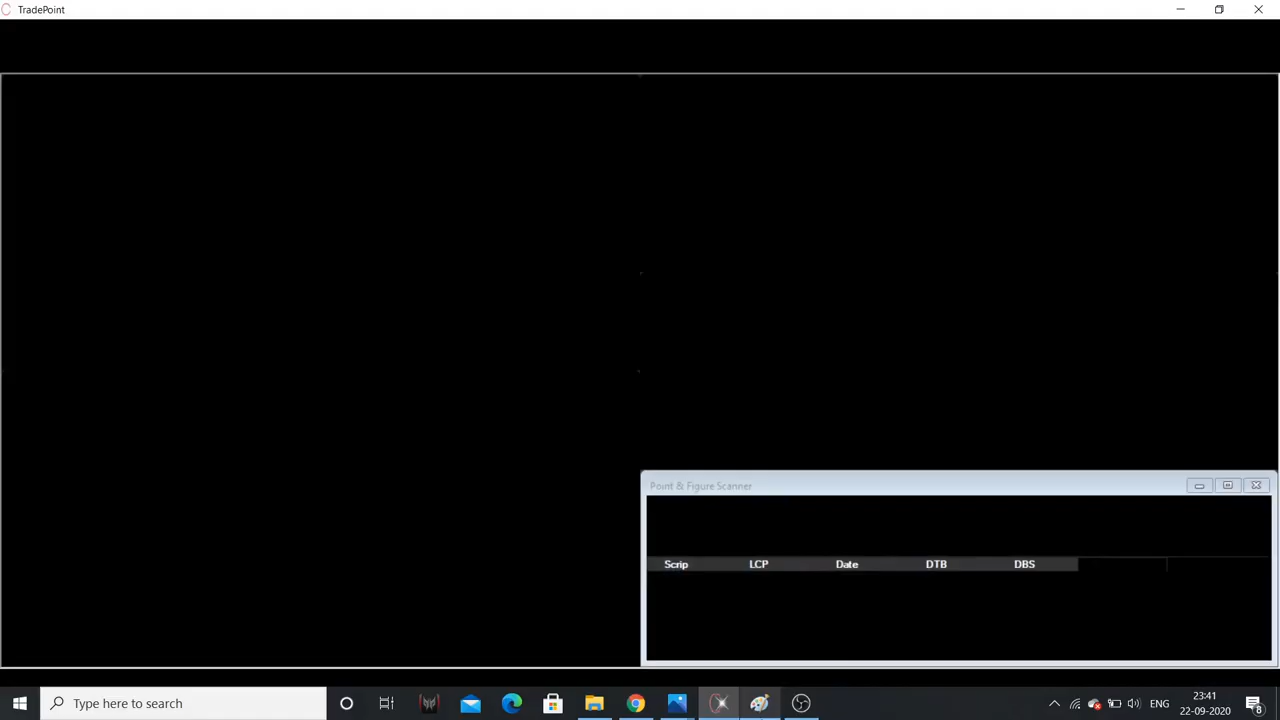 TradePoint
Point & Figure Scanner
Scrip LCP Date DTB DBS
Type here to search
ENG
23:41
22-09-2020
8